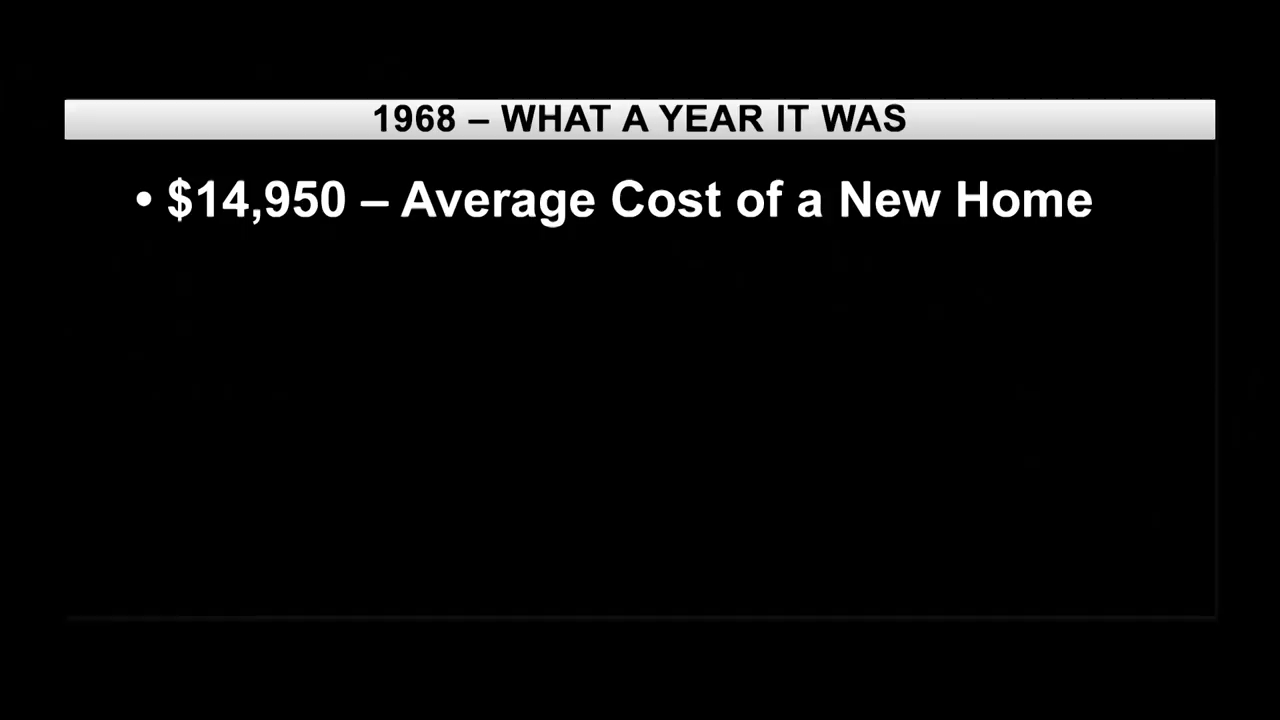 1968 – WHAT A YEAR IT WAS
• $14,950 – Average Cost of a New Home